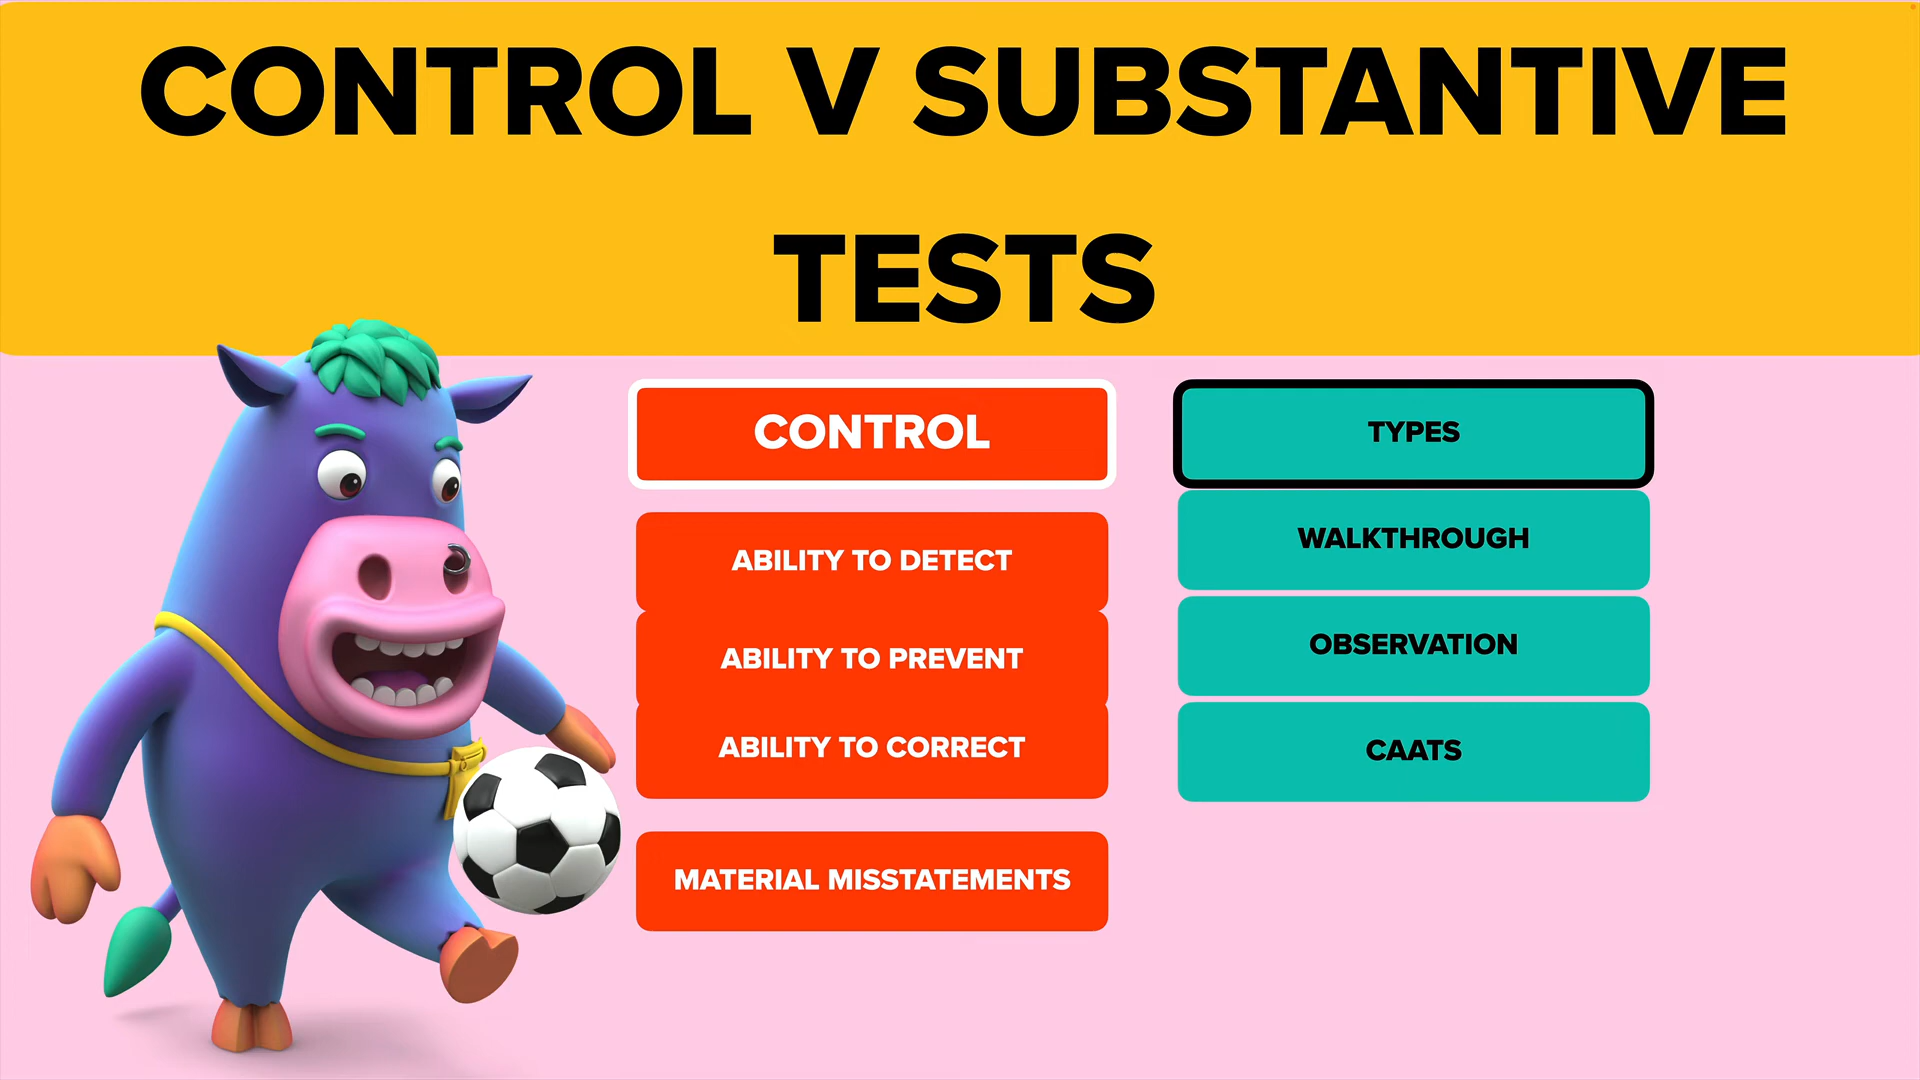 CONTROL V SUBSTANTIVE
TESTS
CONTROL
ABILITY TO DETECT
ABILITY TO PREVENT
ABILITY TO CORRECT
MATERIAL MISSTATEMENTS
TYPES
WALKTHROUGH
OBSERVATION
CAATS